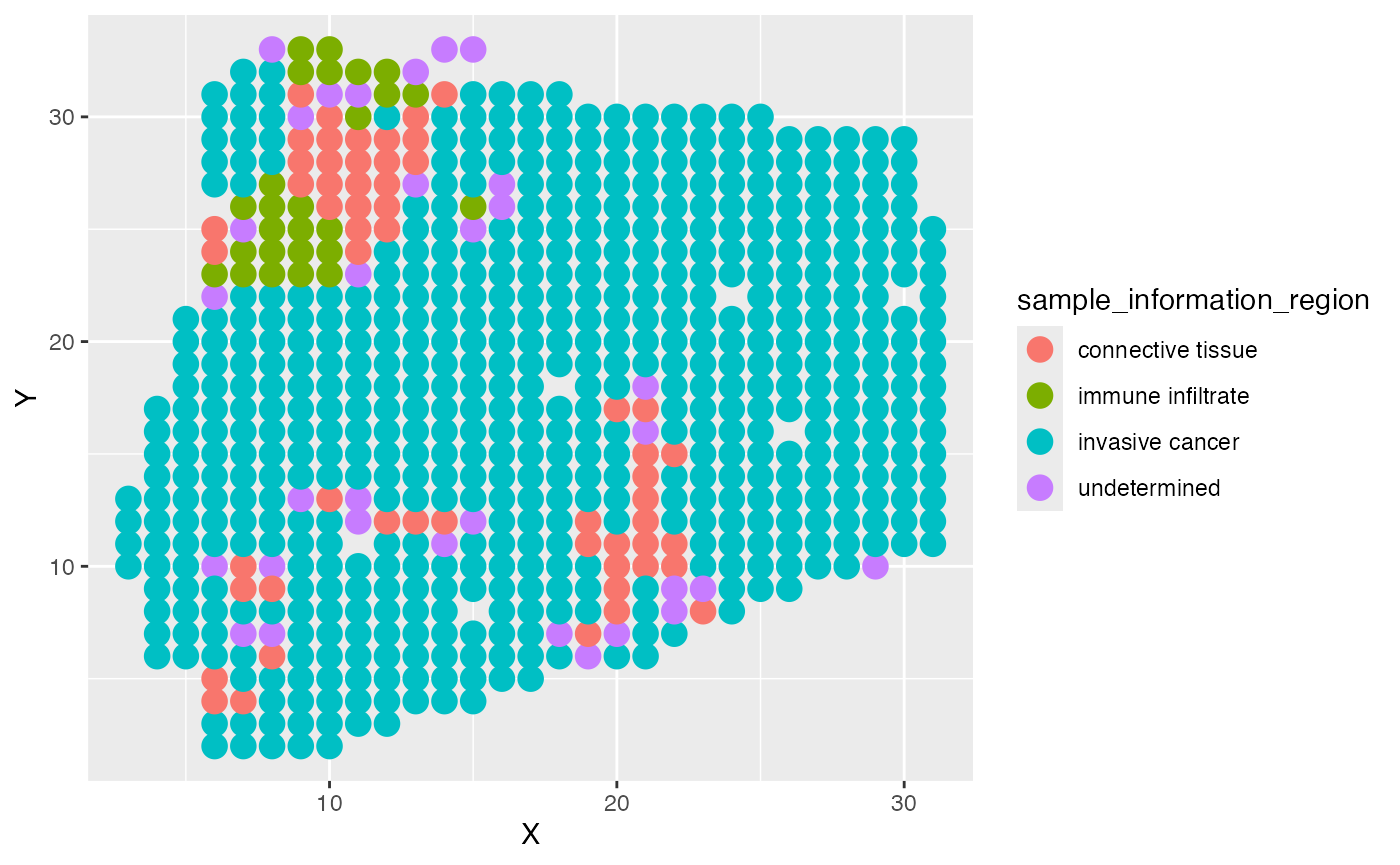 30
20
10
Y
10
20
30
X
sample_information_region
connective tissue
immune infiltrate
invasive cancer
undetermined